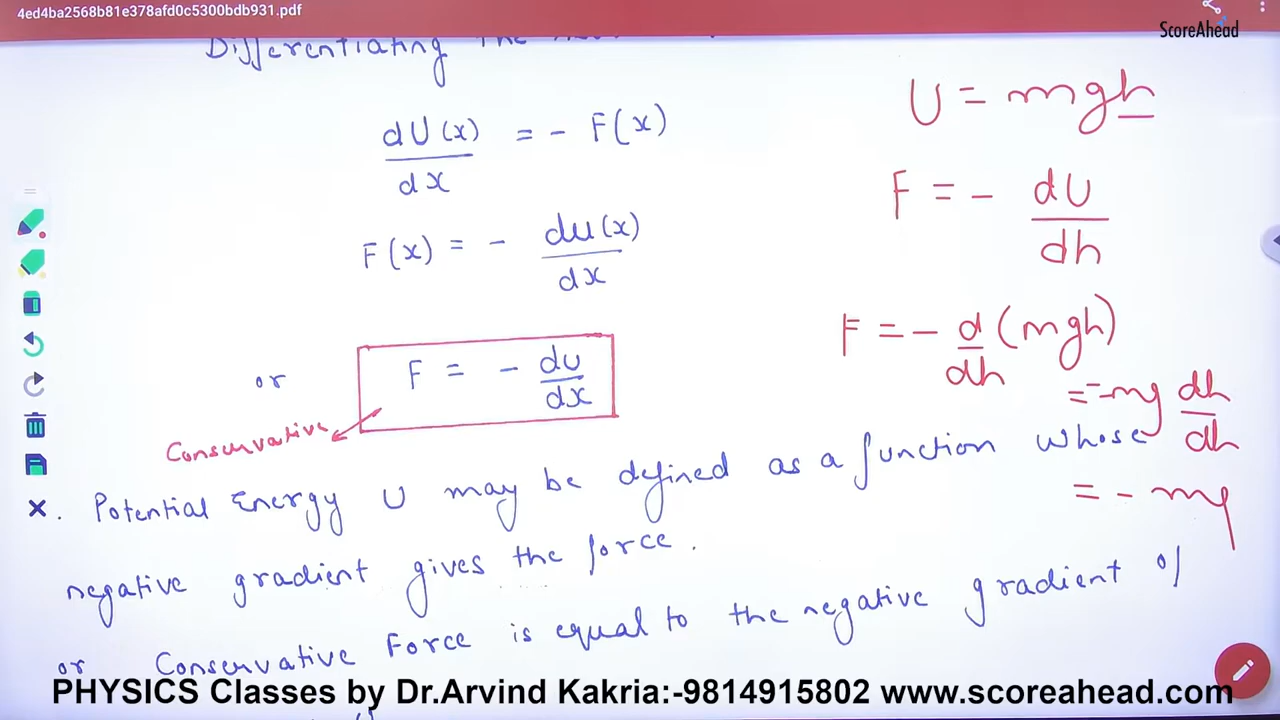 4ed4ba2568b81e378afd0c5300bdb931.pdf
ScoreAhead
Differentiating the
dU(x)/dx = - F(x)
F(x) = - du(x)/dx
or F = - du/dx
Conservative
U = mgh
F = - dU/dh
F = - d/dh (mgh)
= -mg dh/dh
= - mg
Potential Energy U may be defined as a function whose
negative gradient gives the force.
or Conservative Force is equal to the negative gradient of
PHYSICS Classes by Dr.Arvind Kakria:-9814915802 www.scoreahead.com